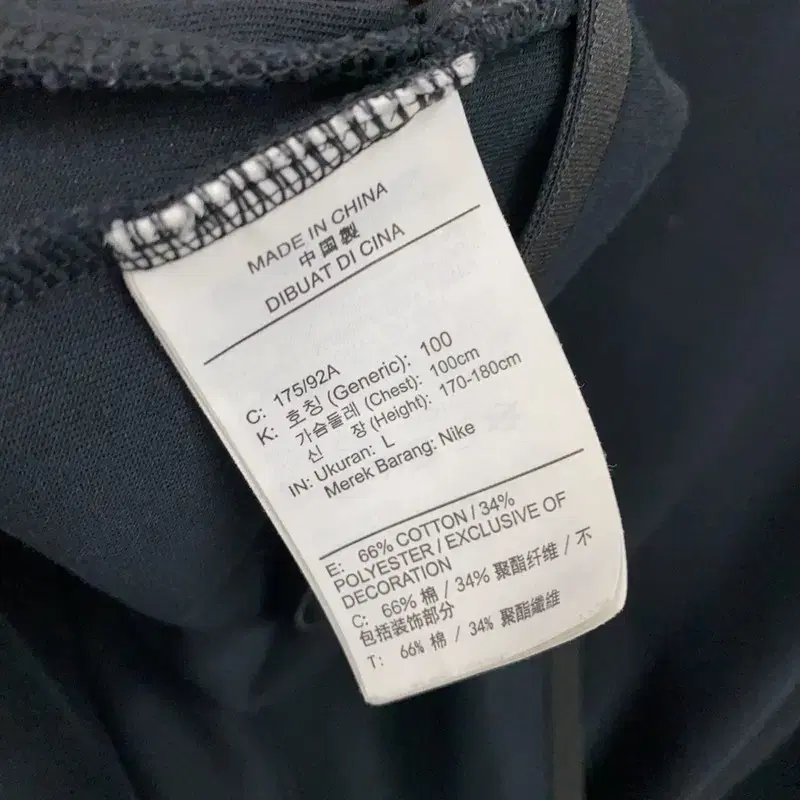 MADE IN CHINA
中国製
DIBUAT DI CINA
C: 175/92A
K: 호칭 (Generic): 100
가슴둘레 (Chest): 100cm
신 장 (Height): 170-180cm
IN: Ukuran: L
Merek Barang: Nike
E: 66% COTTON / 34%
POLYESTER / EXCLUSIVE OF
DECORATION
C: 66% 棉 / 34% 聚酯纤维 / 不
包括装饰部分
T: 66% 棉 / 34% 聚酯纖維